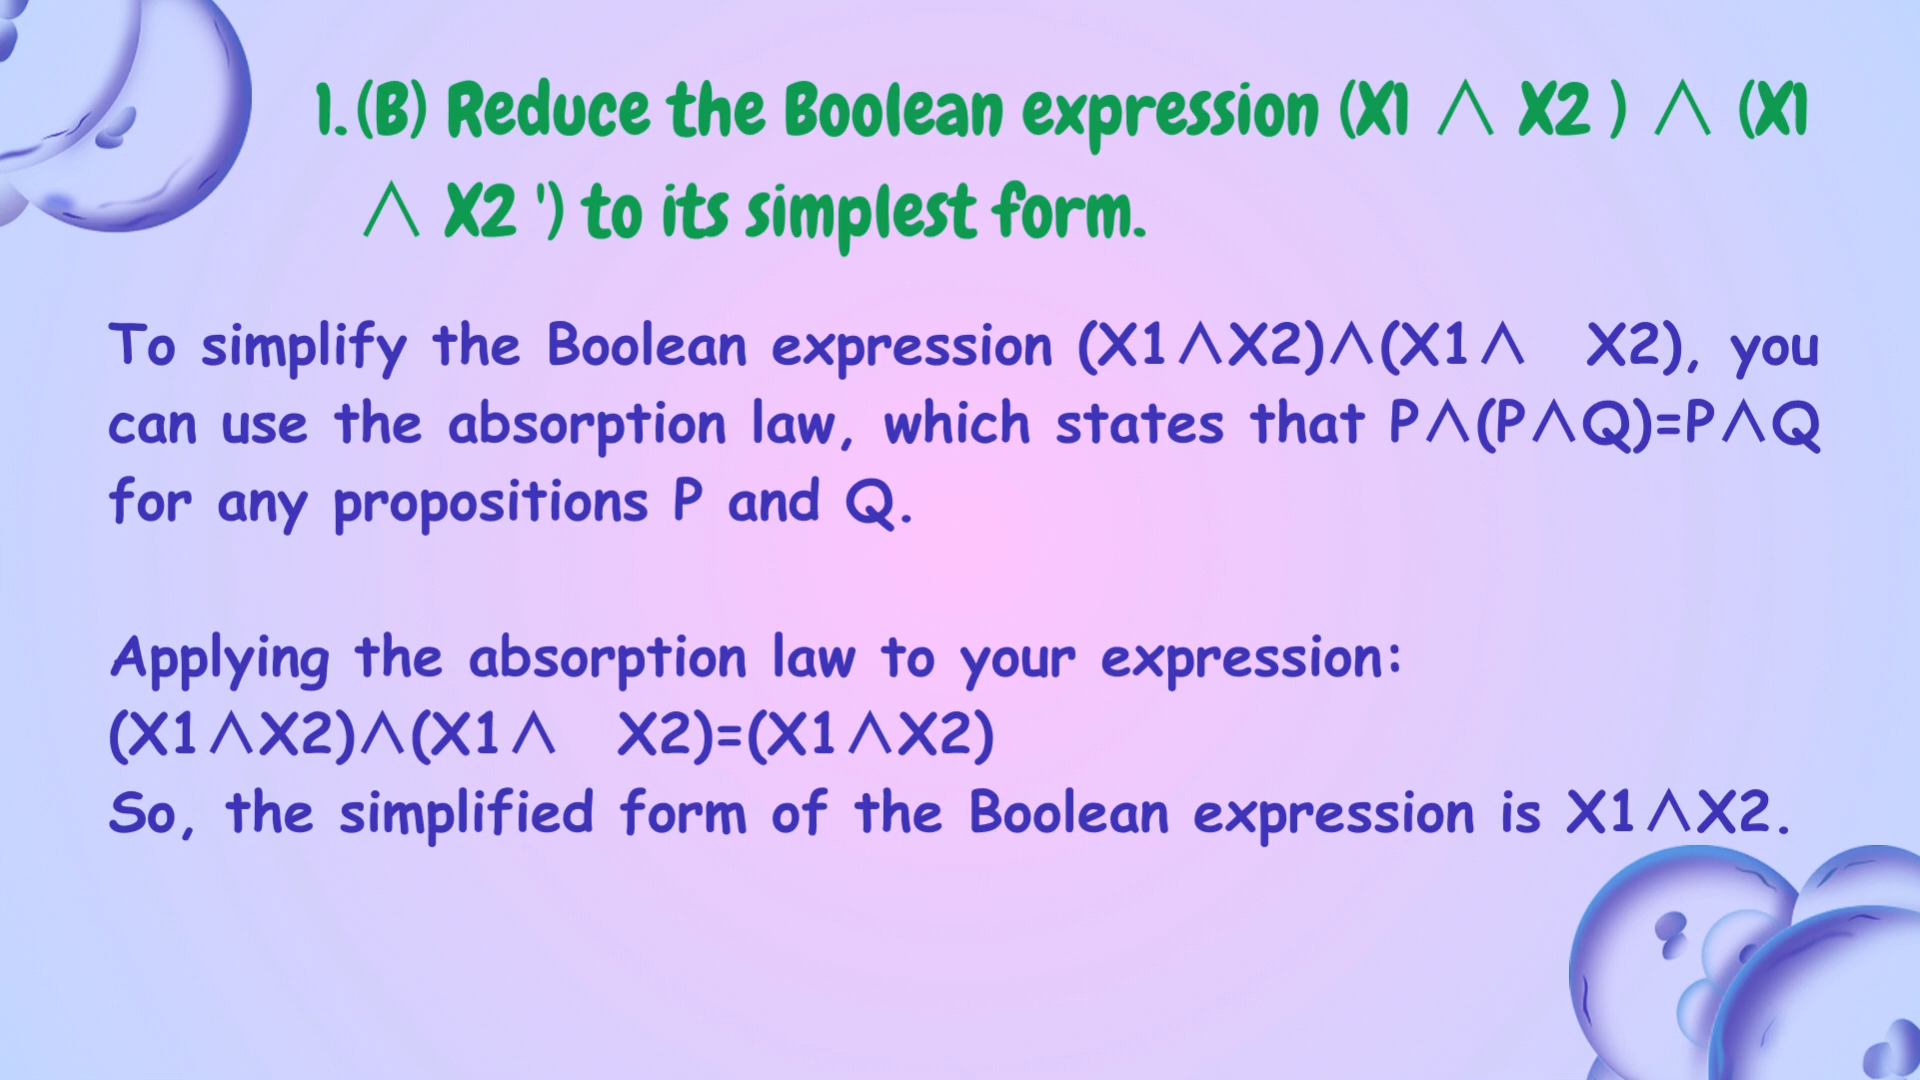 1. (B) Reduce the Boolean expression (X1 ∧ X2 ) ∧ (X1
∧ X2 ') to its simplest form.
To simplify the Boolean expression (X1∧X2)∧(X1∧ X2), you
can use the absorption law, which states that P∧(P∧Q)=P∧Q
for any propositions P and Q.
Applying the absorption law to your expression:
(X1∧X2)∧(X1∧ X2)=(X1∧X2)
So, the simplified form of the Boolean expression is X1∧X2.